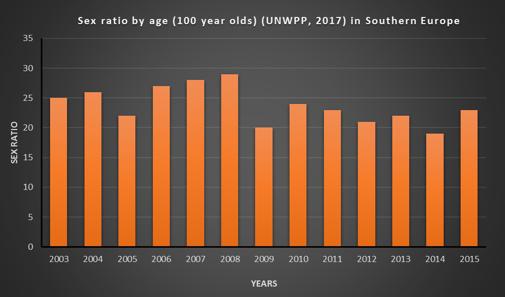 Sex ratio by age (100 year olds) (UNWPP, 2017) in Southern Europe
35
30
25
20
15
10
5
0
SEX RATIO
2003 2004 2005 2006 2007 2008 2009 2010 2011 2012 2013 2014 2015
YEARS